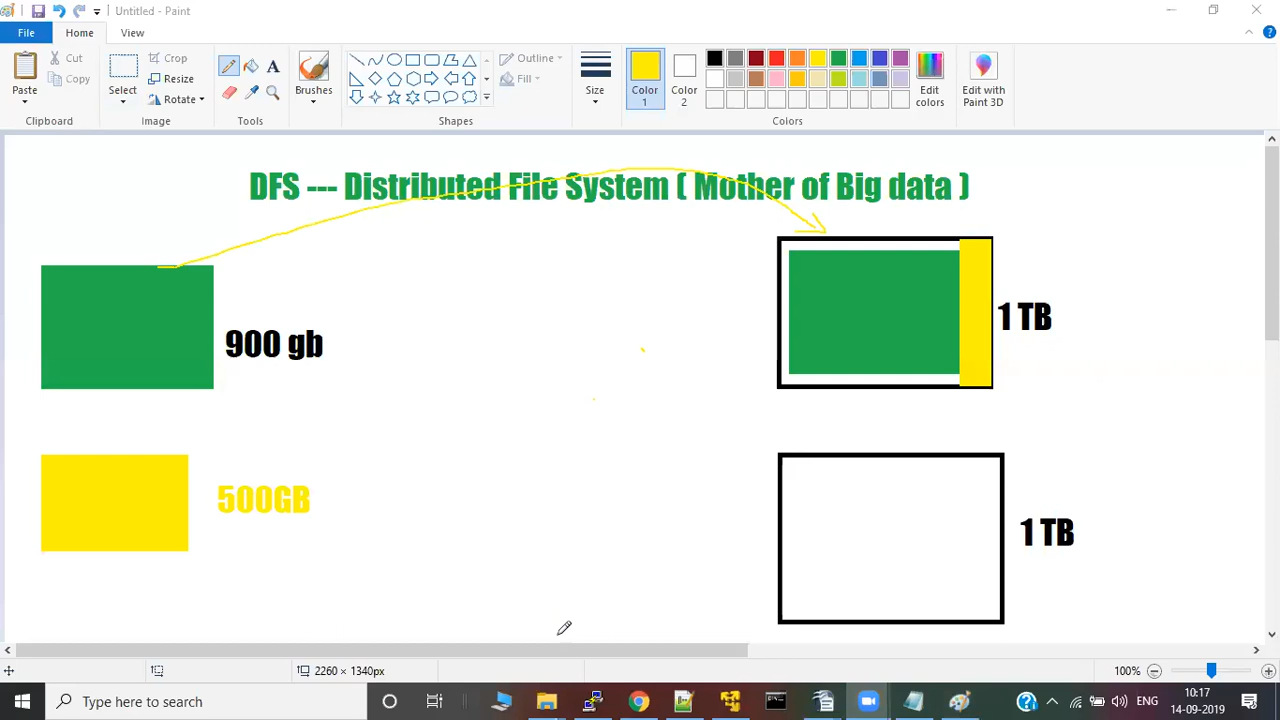 Untitled - Paint
File
Home
View
Paste
Cut
Copy
Clipboard
Select
Crop
Resize
Rotate
Image
A
Tools
Brushes
Outline
Fill
Shapes
Size
Color 1
Color 2
Edit colors
Colors
Edit with Paint 3D
DFS --- Distributed File System ( Mother of Big data )
900 gb
1 TB
500GB
1 TB
2260 × 1340px
100%
Type here to search
ENG
10:17
14-09-2019